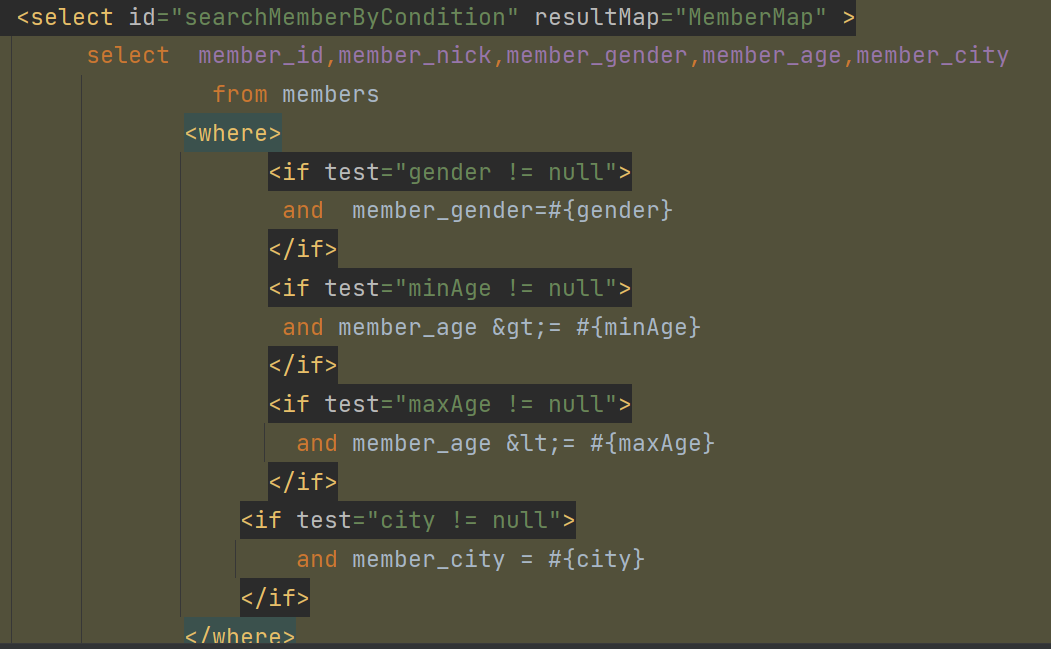 <select id="searchMemberByCondition" resultMap="MemberMap" >
select  member_id,member_nick,member_gender,member_age,member_city
from members
<where>
<if test="gender != null">
and  member_gender=#{gender}
</if>
<if test="minAge != null">
and member_age &gt;= #{minAge}
</if>
<if test="maxAge != null">
and member_age &lt;= #{maxAge}
</if>
<if test="city != null">
and member_city = #{city}
</if>
</where>